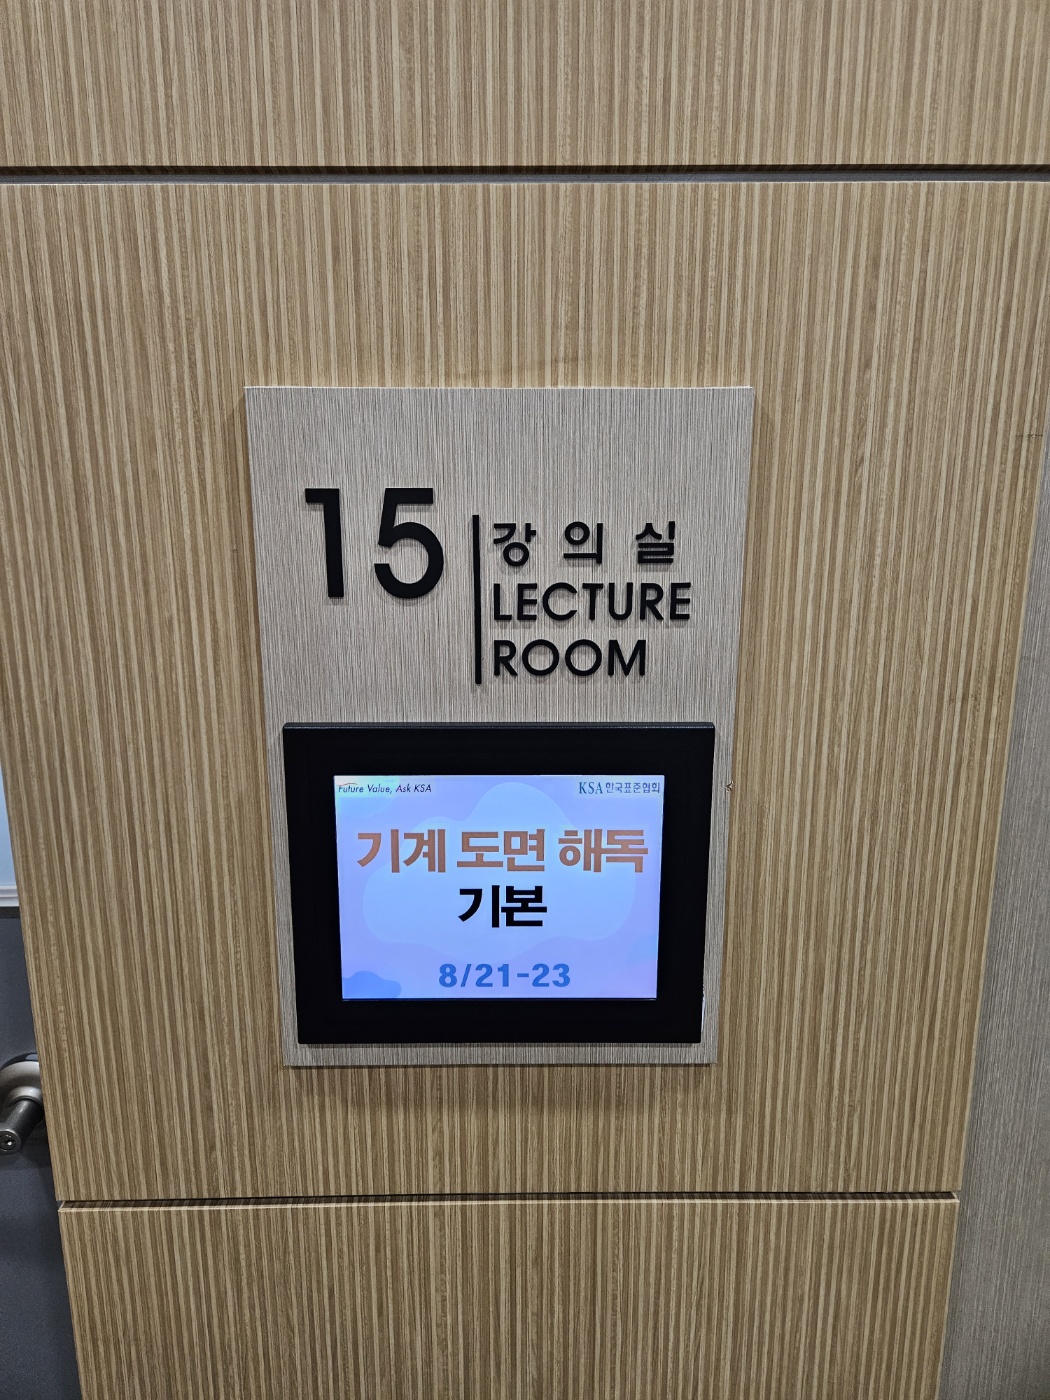 15
강의실
LECTURE
ROOM
Future Value, Ask KSA
KSA 한국표준협회
기계 도면 해독
기본
8/21-23